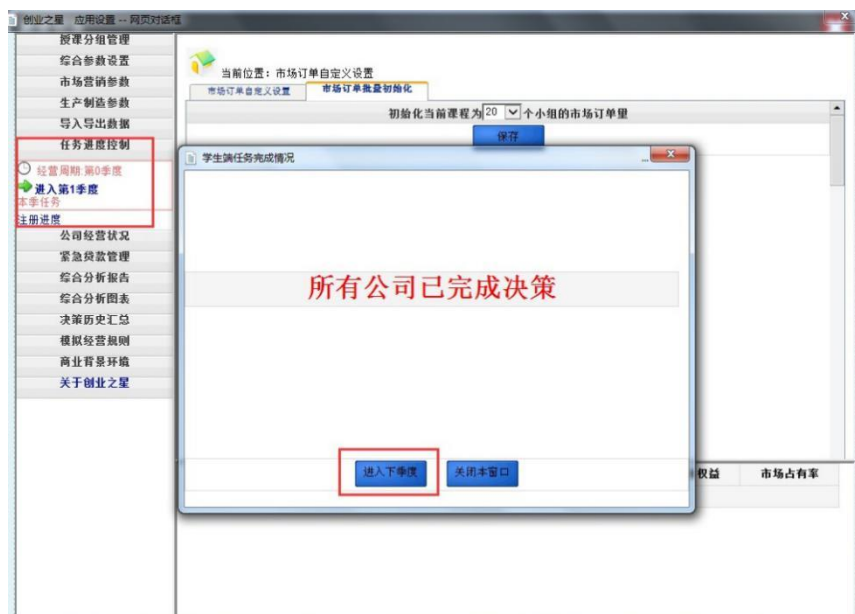 创业之星 应用设置 -- 网页对话框
授课分组管理
综合参数设置
市场营销参数
生产制造参数
导入导出数据
任务进度控制
经营周期:第0季度
进入第1季度
本季任务
注册进度
公司经营状况
紧急贷款管理
综合分析报告
综合分析图表
决策历史汇总
模拟经营规则
商业背景环境
关于创业之星
当前位置：市场订单自定义设置
市场订单自定义设置 市场订单批量初始化
初始化当前课程为 20 个小组的市场订单量
保存
学生端任务完成情况
所有公司已完成决策
进入下季度 关闭本窗口
权益 市场占有率